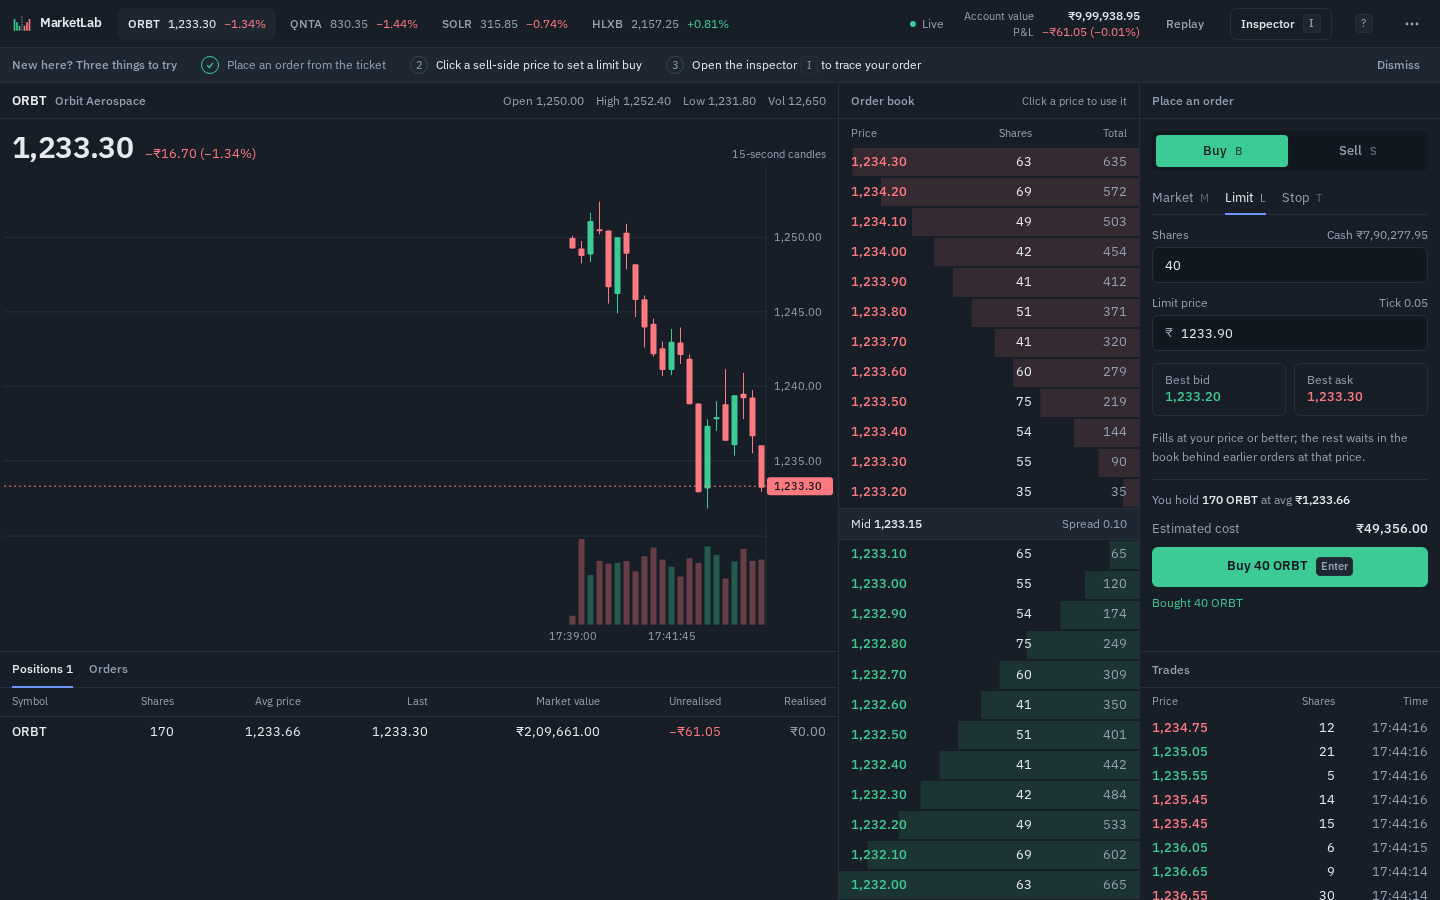 MarketLab ORBT 1,233.30 −1.34% QNTA 830.35 −1.44% SOLR 315.85 −0.74% HLXB 2,157.25 +0.81% Live Account value ₹9,99,938.95 Replay Inspector I ? ···
P&L −₹61.05 (−0.01%)
New here? Three things to try Place an order from the ticket 2 Click a sell-side price to set a limit buy 3 Open the inspector I to trace your order Dismiss
ORBT Orbit Aerospace Open 1,250.00 High 1,252.40 Low 1,231.80 Vol 12,650
1,233.30 −₹16.70 (−1.34%)
15-second candles
1,250.00
1,245.00
1,240.00
1,235.00
1,233.30
17:39:00 17:41:45
Positions 1 Orders
Symbol Shares Avg price Last Market value Unrealised Realised
ORBT 170 1,233.66 1,233.30 ₹2,09,661.00 −₹61.05 ₹0.00
Order book Click a price to use it
Price Shares Total
1,234.30 63 635
1,234.20 69 572
1,234.10 49 503
1,234.00 42 454
1,233.90 41 412
1,233.80 51 371
1,233.70 41 320
1,233.60 60 279
1,233.50 75 219
1,233.40 54 144
1,233.30 55 90
1,233.20 35 35
Mid 1,233.15 Spread 0.10
1,233.10 65 65
1,233.00 55 120
1,232.90 54 174
1,232.80 75 249
1,232.70 60 309
1,232.60 41 350
1,232.50 51 401
1,232.40 41 442
1,232.30 42 484
1,232.20 49 533
1,232.10 69 602
1,232.00 63 665
Place an order
Buy B Sell S
Market M Limit L Stop T
Shares Cash ₹7,90,277.95
40
Limit price Tick 0.05
₹ 1233.90
Best bid Best ask
1,233.20 1,233.30
Fills at your price or better; the rest waits in the
book behind earlier orders at that price.
You hold 170 ORBT at avg ₹1,233.66
Estimated cost ₹49,356.00
Buy 40 ORBT Enter
Bought 40 ORBT
Trades
Price Shares Time
1,234.75 12 17:44:16
1,235.05 21 17:44:16
1,235.55 5 17:44:16
1,235.45 14 17:44:16
1,235.45 15 17:44:16
1,236.05 6 17:44:15
1,236.65 9 17:44:14
1,236.55 30 17:44:14